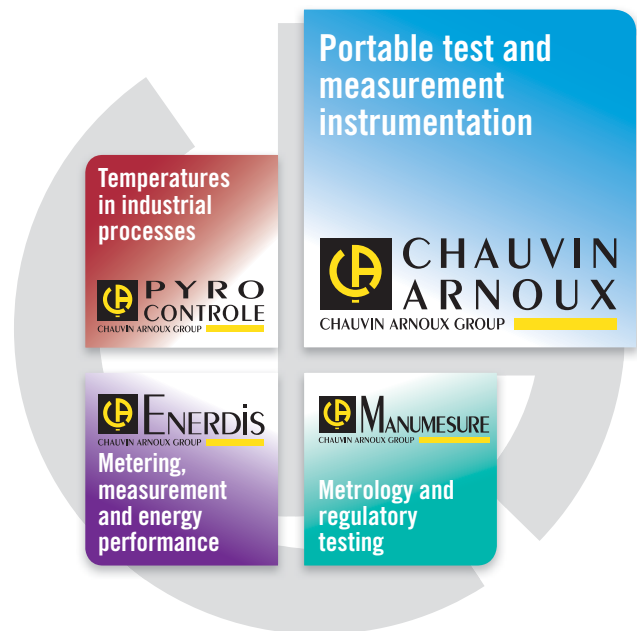 Portable test and
measurement
instrumentation
CHAUVIN
ARNOUX
CHAUVIN ARNOUX GROUP
Temperatures
in industrial
processes
PYRO
CONTROLE
CHAUVIN ARNOUX GROUP
ENERDIS
CHAUVIN ARNOUX GROUP
Metering,
measurement
and energy
performance
MANUMESURE
CHAUVIN ARNOUX GROUP
Metrology and
regulatory
testing